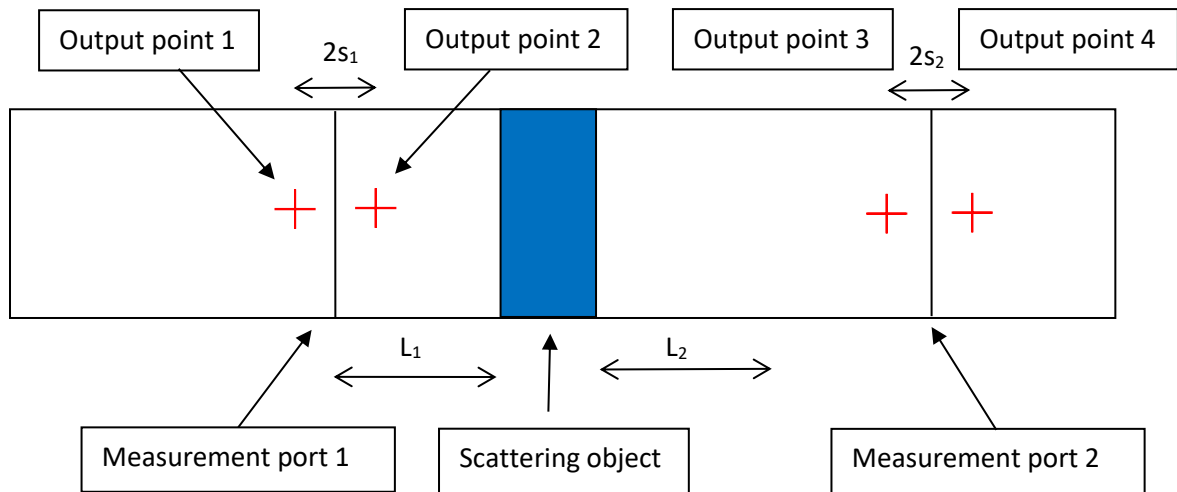 Output point 1
Output point 2
Output point 3
Output point 4
2s₁
2s₂
L₁
L₂
Measurement port 1
Scattering object
Measurement port 2